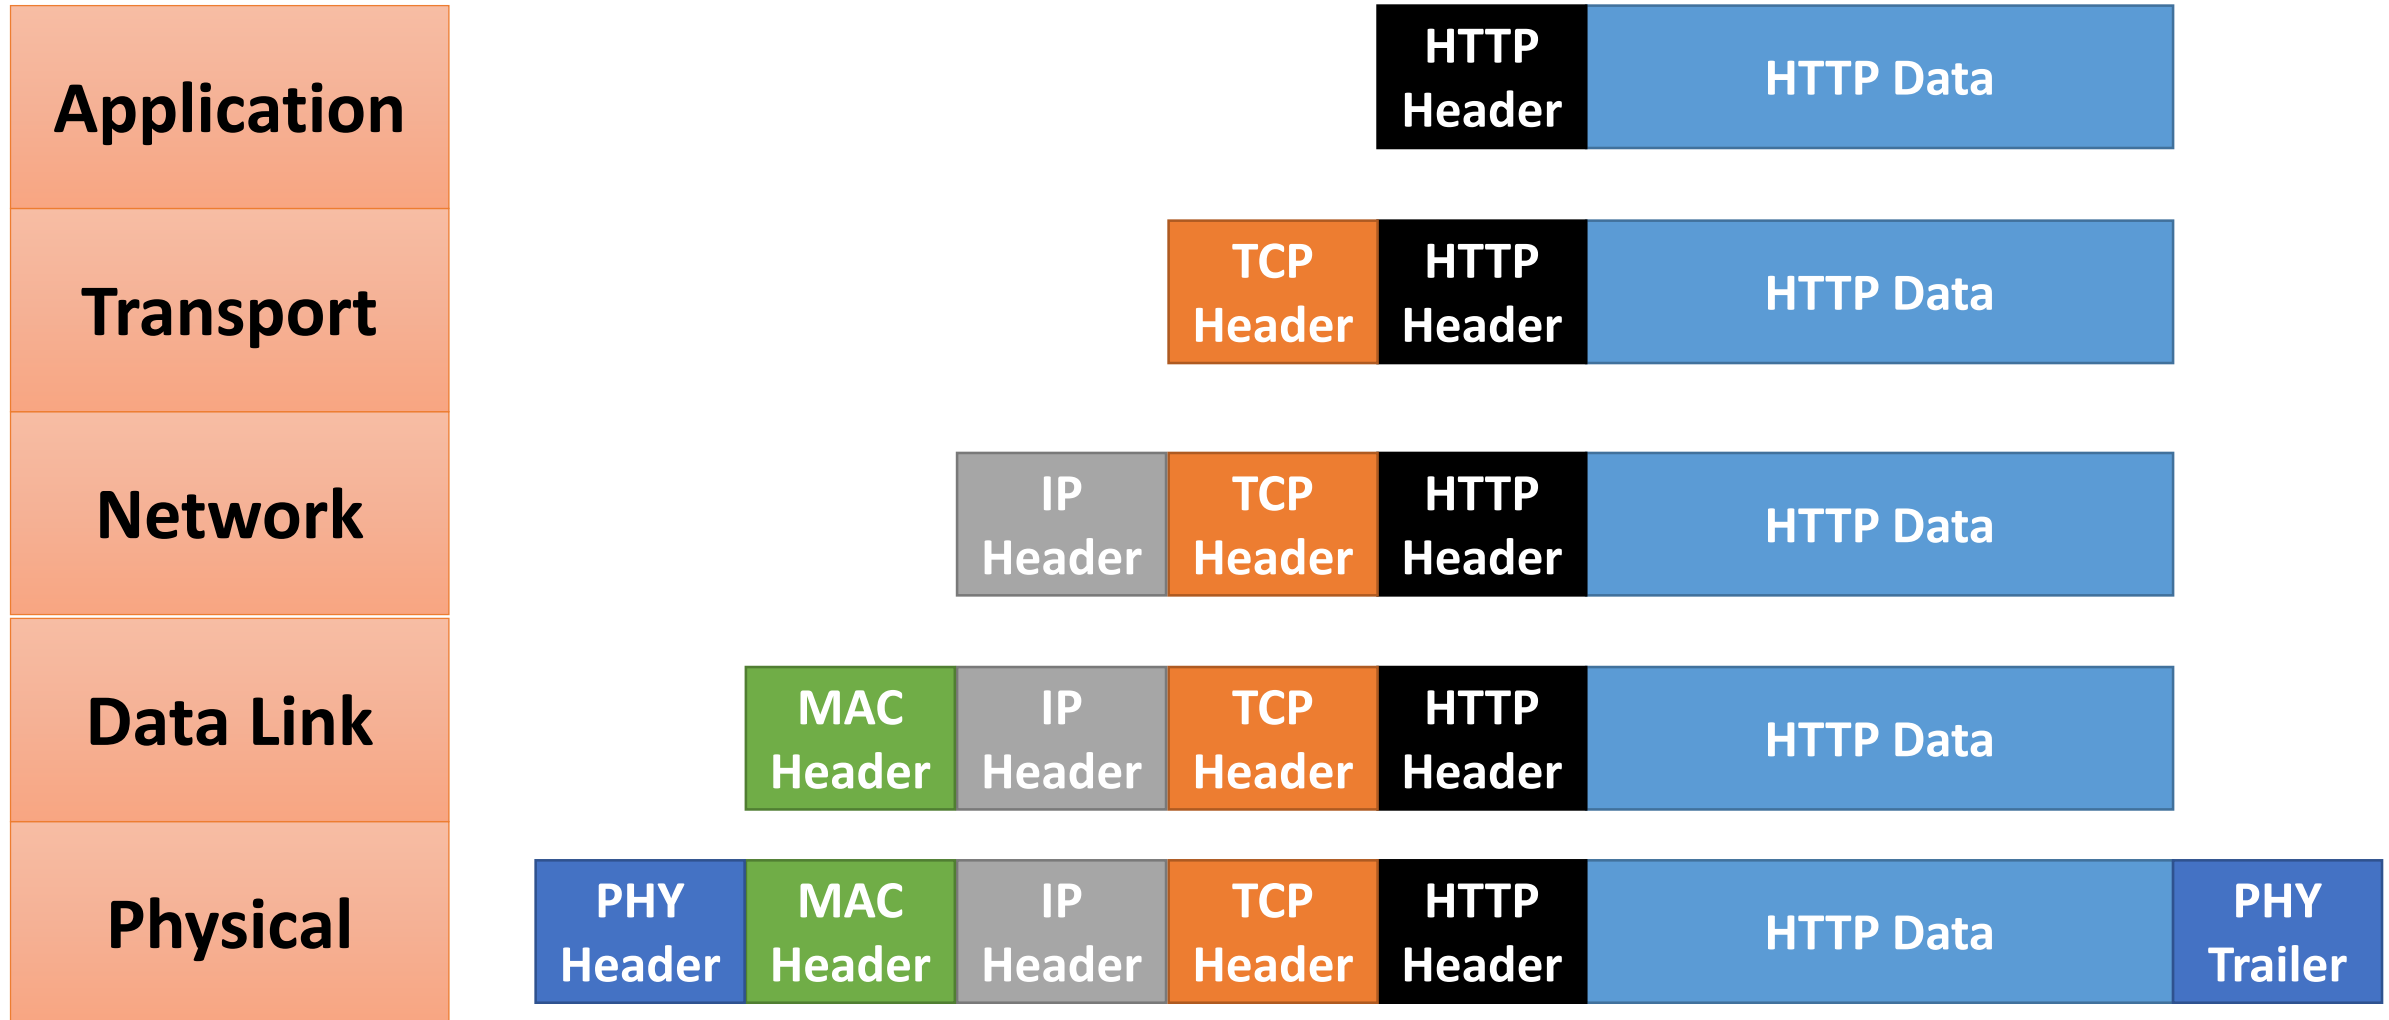 Application
HTTP
Header
HTTP Data
Transport
TCP
Header
HTTP
Header
HTTP Data
Network
IP
Header
TCP
Header
HTTP
Header
HTTP Data
Data Link
MAC
Header
IP
Header
TCP
Header
HTTP
Header
HTTP Data
Physical
PHY
Header
MAC
Header
IP
Header
TCP
Header
HTTP
Header
HTTP Data
PHY
Trailer